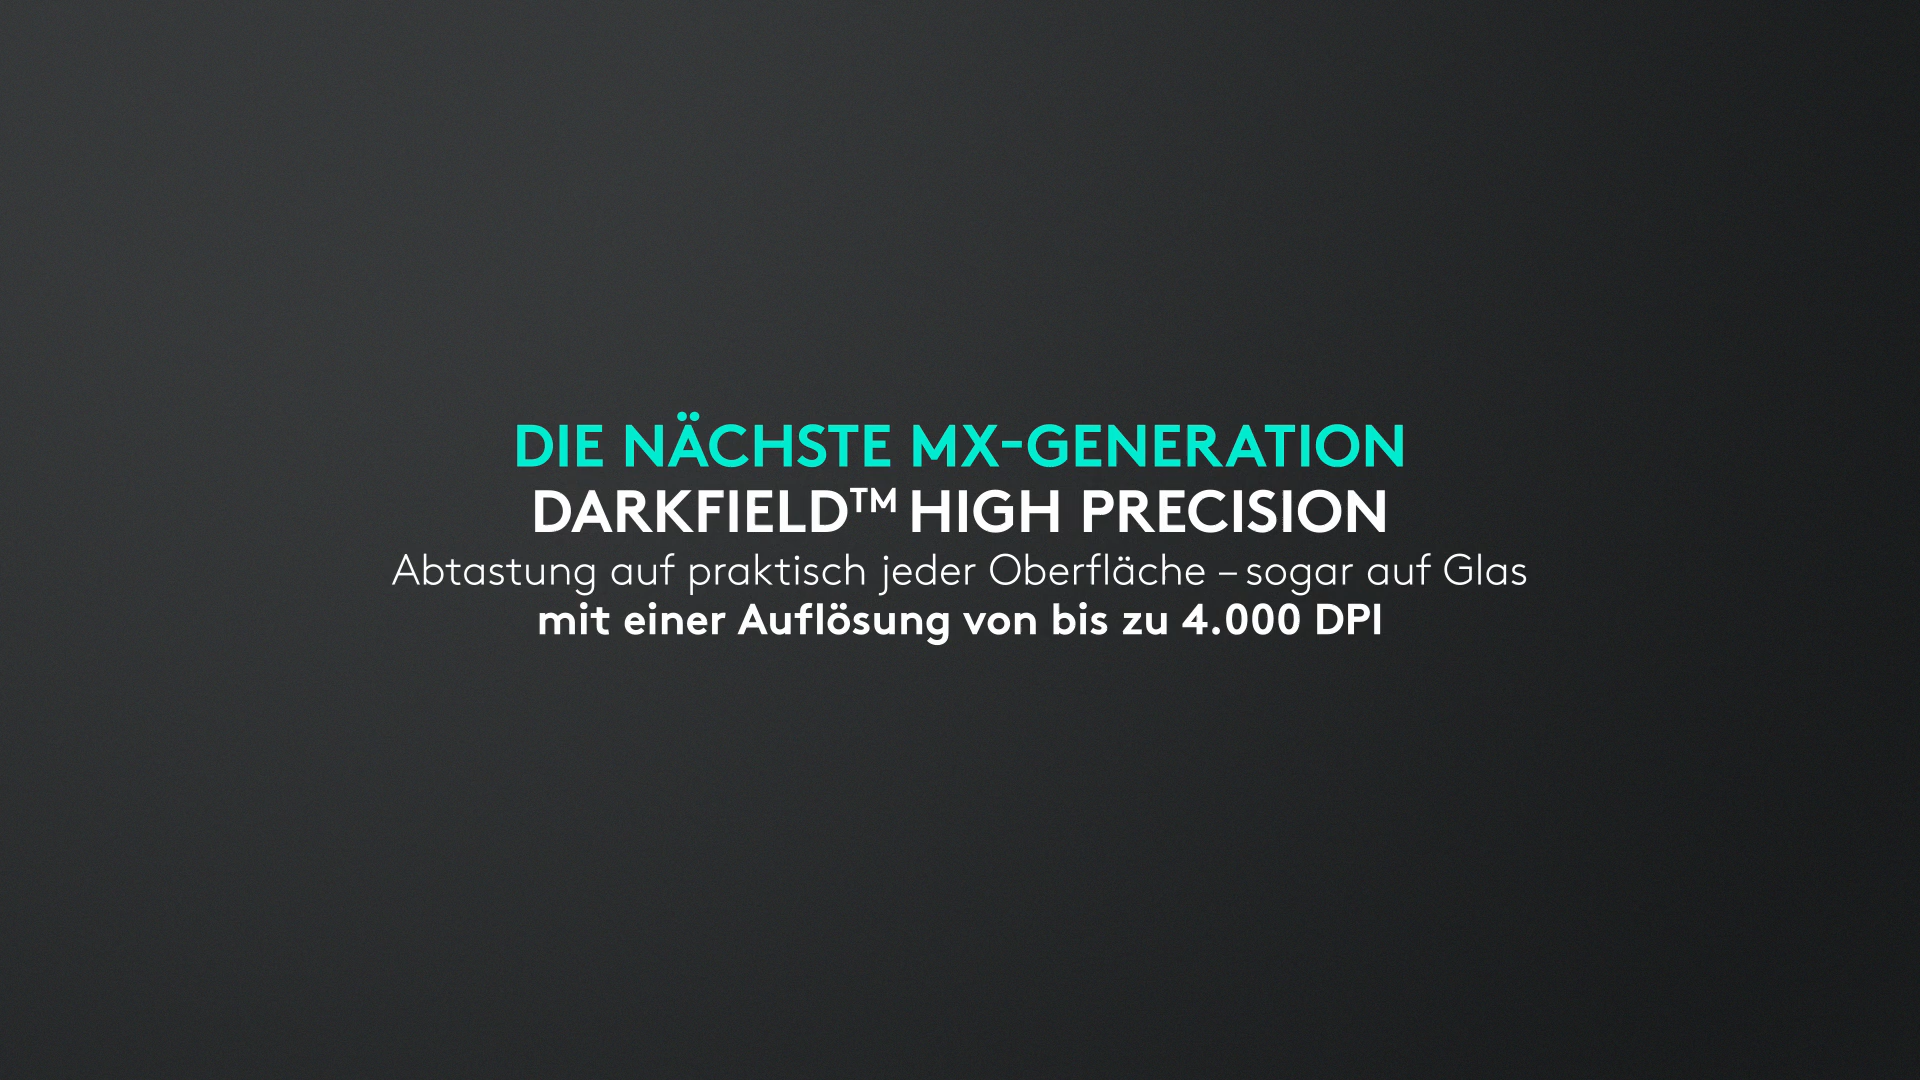 DIE NÄCHSTE MX-GENERATION
DARKFIELD™ HIGH PRECISION
Abtastung auf praktisch jeder Oberfläche – sogar auf Glas
mit einer Auflösung von bis zu 4.000 DPI